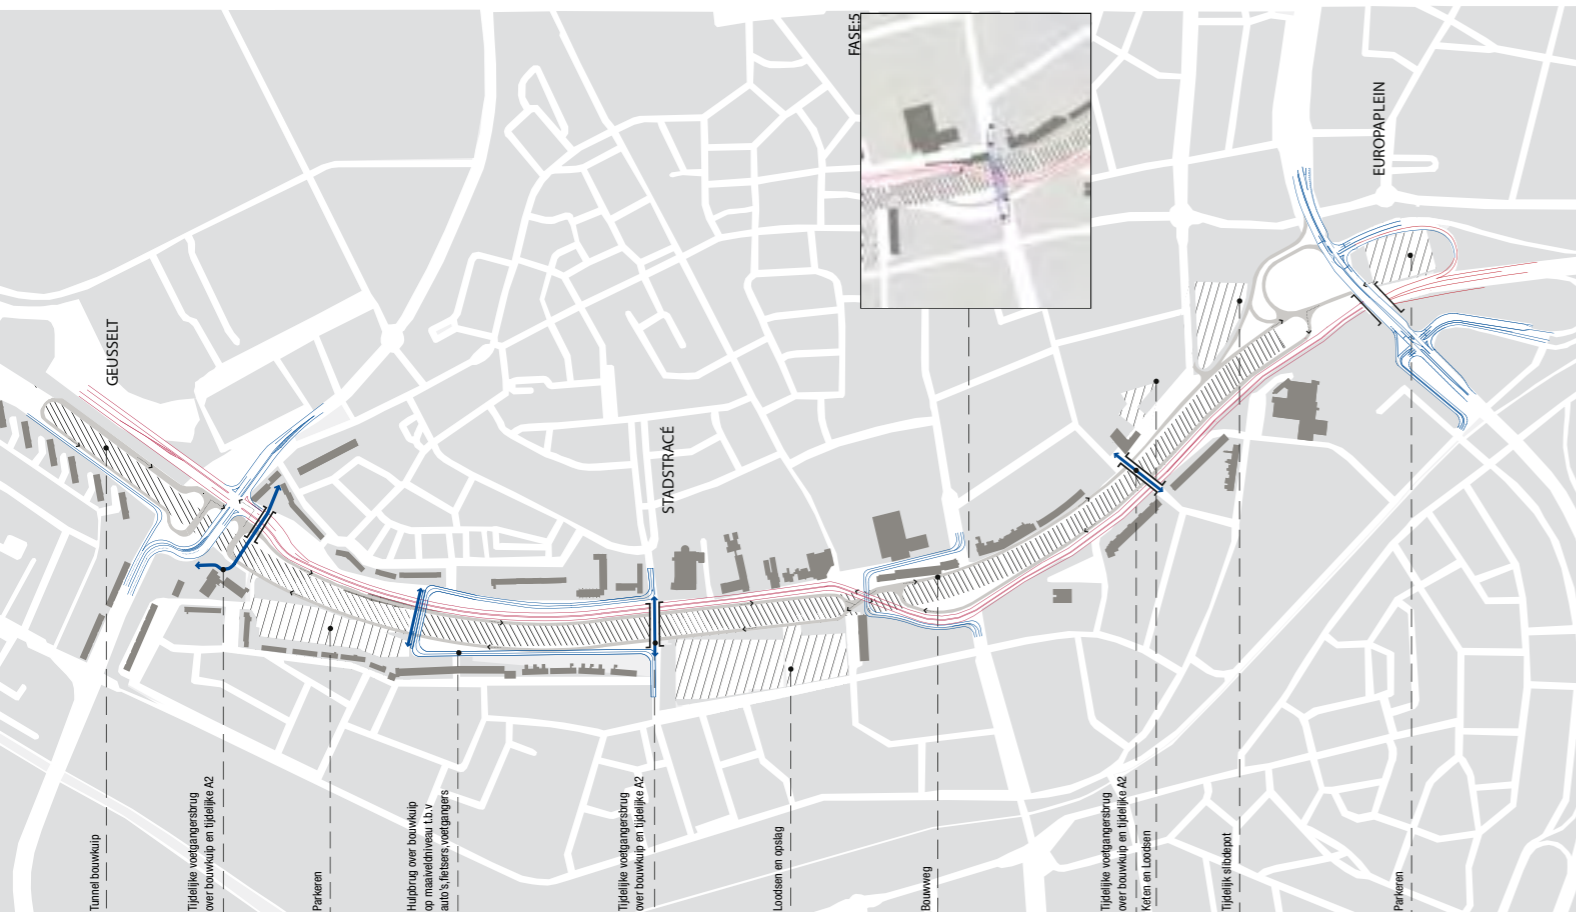 FASE:5
EUROPAPLEIN
GEUSSELT
STADSTRACÉ
Tunnel bouwkuip
Tijdelijke voetgangersbrug
over bouwkuip en tijdelijke A2
Parkeren
Hulpbrug over bouwkuip
op maaiveldniveau t.b.v
auto's,fietsers,voetgangers
Tijdelijke voetgangersbrug
over bouwkuip en tijdelijke A2
Loodsen en opslag
Bouwweg
Tijdelijke voetgangersbrug
over bouwkuip en tijdelijke A2
Keten en Loodsen
Tijdelijk slibdepot
Parkeren